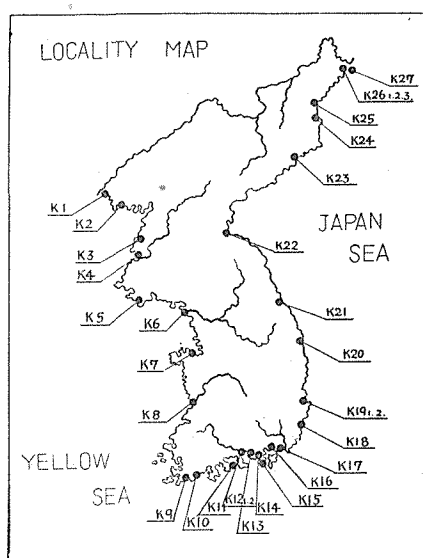 LOCALITY MAP
K27
K26 1.2.3.
K25
K24
K23
K1
K2
JAPAN
SEA
K3
K22
K4
K5
K6
K21
K7
K20
K8
K19 1.2.
K18
YELLOW
SEA
K17
K16
K15
K14
K13
K12 1.2
K11
K10
K9